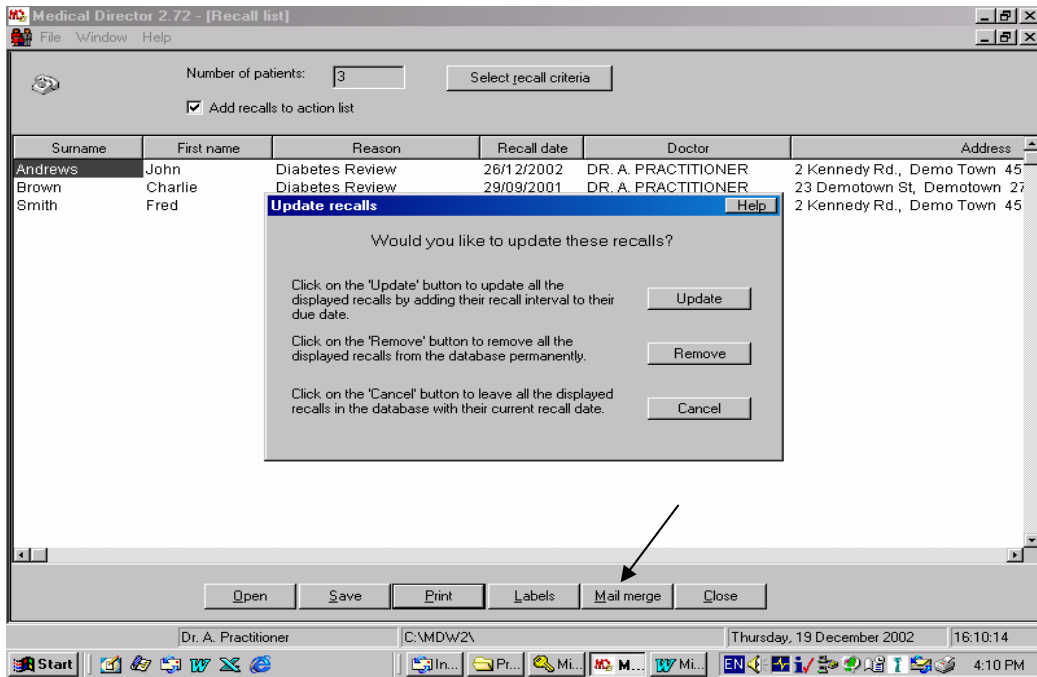 Medical Director 2.72 - [Recall list]
File Window Help
Number of patients: 3 Select recall criteria
Add recalls to action list
Surname First name Reason Recall date Doctor Address
Andrews John Diabetes Review 26/12/2002 DR. A. PRACTITIONER 2 Kennedy Rd., Demo Town 45
Brown Charlie Diabetes Review 29/09/2001 DR. A. PRACTITIONER 23 Demotown St, Demotown 27
Smith Fred 2 Kennedy Rd., Demo Town 45
Update recalls Help
Would you like to update these recalls?
Click on the 'Update' button to update all the
displayed recalls by adding their recall interval to their
due date.
Update
Click on the 'Remove' button to remove all the
displayed recalls from the database permanently.
Remove
Click on the 'Cancel' button to leave all the displayed
recalls in the database with their current recall date.
Cancel
Open Save Print Labels Mail merge Close
Dr. A. Practitioner C:\MDW2\ Thursday, 19 December 2002 16:10:14
Start In... Pr... Mi... M... Mi... EN 4:10 PM